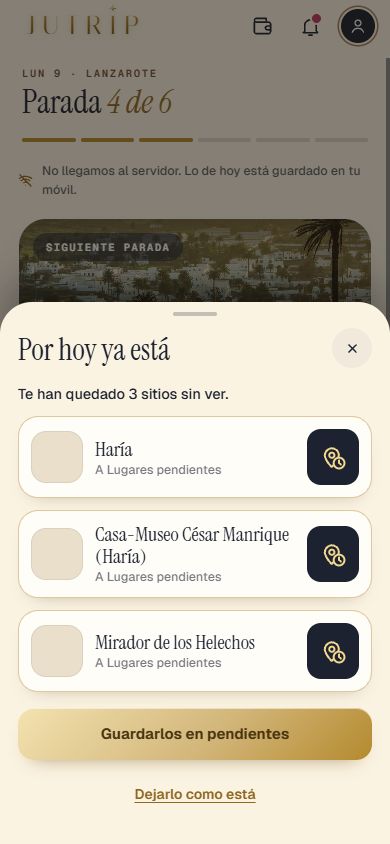 JUTRIP
LUN 9 · LANZAROTE
Parada 4 de 6
No llegamos al servidor. Lo de hoy está guardado en tu
móvil.
SIGUIENTE PARADA
Por hoy ya está
Te han quedado 3 sitios sin ver.
Haría
A Lugares pendientes
Casa-Museo César Manrique
(Haría)
A Lugares pendientes
Mirador de los Helechos
A Lugares pendientes
Guardarlos en pendientes
Dejarlo como está